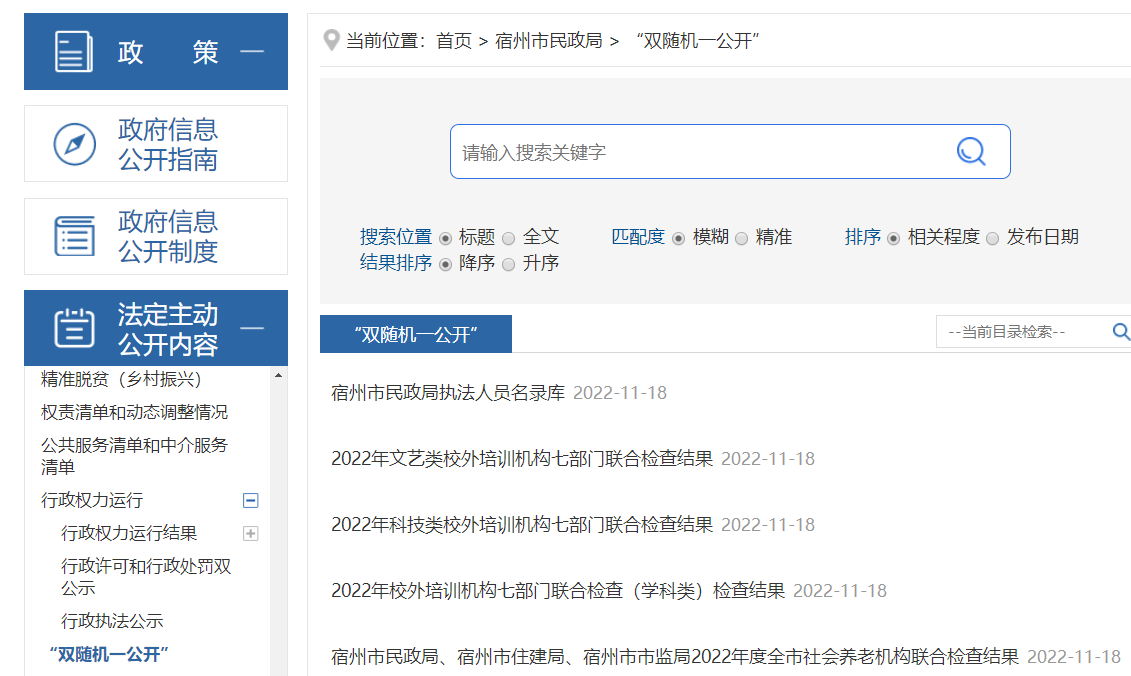 政 策
政府信息
公开指南
政府信息
公开制度
法定主动
公开内容
精准脱贫（乡村振兴）
权责清单和动态调整情况
公共服务清单和中介服务
清单
行政权力运行
行政权力运行结果
行政许可和行政处罚双
公示
行政执法公示
“双随机一公开”
当前位置：首页 > 宿州市民政局 > “双随机一公开”
请输入搜索关键字
搜索位置 标题 全文 匹配度 模糊 精准 排序 相关程度 发布日期
结果排序 降序 升序
“双随机一公开”
--当前目录检索--
宿州市民政局执法人员名录库 2022-11-18
2022年文艺类校外培训机构七部门联合检查结果 2022-11-18
2022年科技类校外培训机构七部门联合检查结果 2022-11-18
2022年校外培训机构七部门联合检查（学科类）检查结果 2022-11-18
宿州市民政局、宿州市住建局、宿州市市监局2022年度全市社会养老机构联合检查结果 2022-11-18